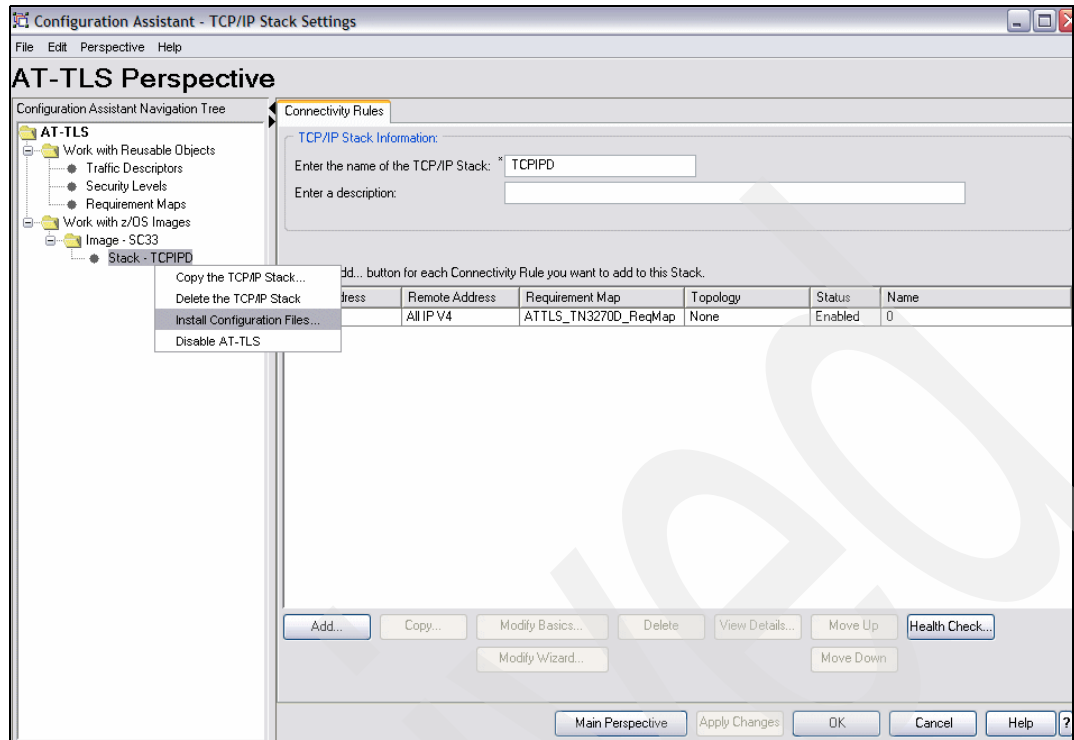 Configuration Assistant - TCP/IP Stack Settings
File Edit Perspective Help
AT-TLS Perspective
Configuration Assistant Navigation Tree
AT-TLS
Work with Reusable Objects
Traffic Descriptors
Security Levels
Requirement Maps
Work with z/OS Images
Image - SC33
Stack - TCPIPD
Copy the TCP/IP Stack...
Delete the TCP/IP Stack
Install Configuration Files...
Disable AT-TLS
Connectivity Rules
TCP/IP Stack Information:
Enter the name of the TCP/IP Stack: * TCPIPD
Enter a description:
dd... button for each Connectivity Rule you want to add to this Stack.
dress Remote Address Requirement Map Topology Status Name
All IP V4 ATTLS_TN3270D_ReqMap None Enabled 0
Add... Copy... Modify Basics... Delete View Details... Move Up Health Check...
Modify Wizard... Move Down
Main Perspective Apply Changes OK Cancel Help ?